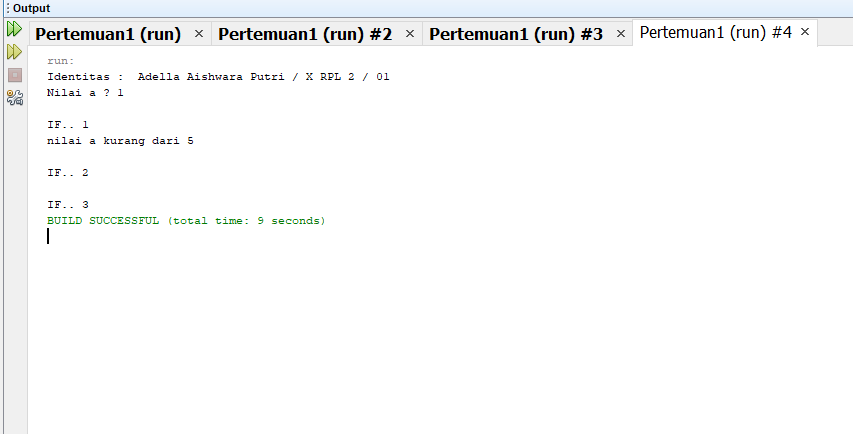 Output
Pertemuan1 (run) × Pertemuan1 (run) #2 × Pertemuan1 (run) #3 × Pertemuan1 (run) #4 ×
run:
Identitas :  Adella Aishwara Putri / X RPL 2 / 01
Nilai a ? 1
IF.. 1
nilai a kurang dari 5
IF.. 2
IF.. 3
BUILD SUCCESSFUL (total time: 9 seconds)